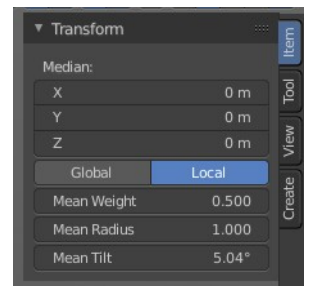 Transform
Median:
X 0 m
Y 0 m
Z 0 m
Global Local
Mean Weight 0.500
Mean Radius 1.000
Mean Tilt 5.04°
Item
Tool
View
Create